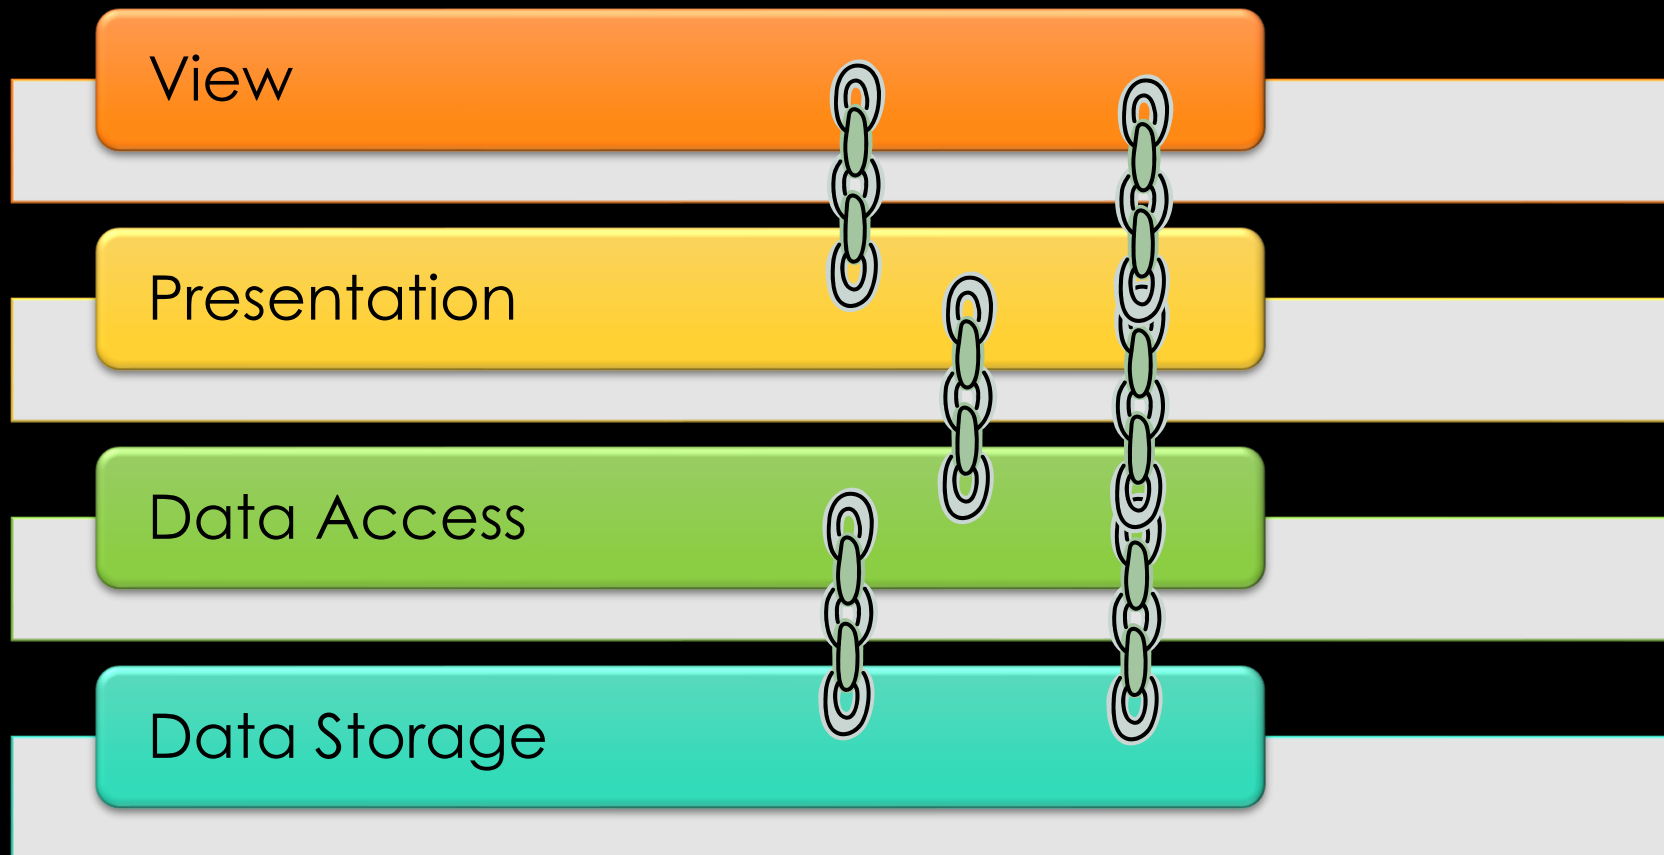 View
Presentation
Data Access
Data Storage